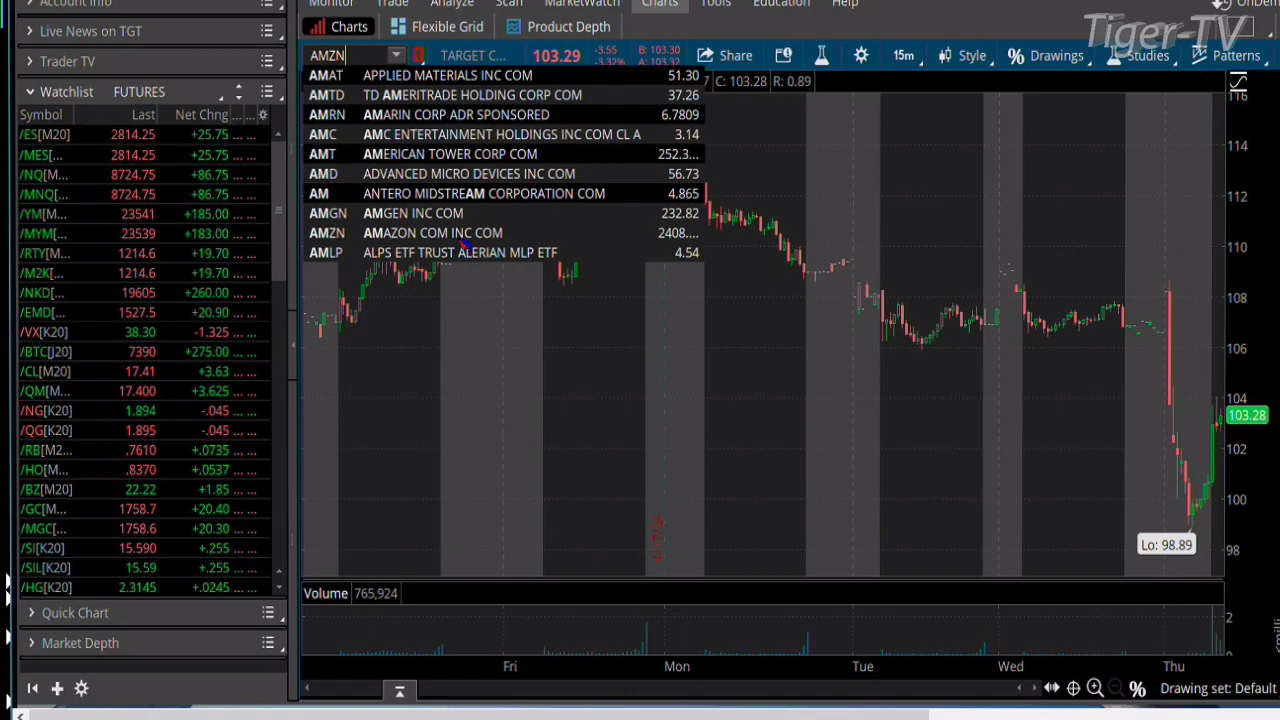 Account Info
Live News on TGT
Trader TV
Watchlist FUTURES
Symbol Last Net Chng ... ...
/ES[M20] 2814.25 +25.75 ... ...
/MES[... 2814.25 +25.75 ... ...
/NQ[M... 8724.75 +86.75 ... ...
/MNQ[... 8724.75 +86.75 ... ...
/YM[M... 23541 +185.00 ... ...
/MYM[... 23539 +183.00 ... ...
/RTY[M... 1214.6 +19.70 ... ...
/M2K[... 1214.6 +19.70 ... ...
/NKD[... 19605 +260.00 ... ...
/EMD[... 1527.5 +20.90 ... ...
/VX[K20] 38.30 -1.325 ... ...
/BTC[J20] 7390 +275.00 ... ...
/CL[M20] 17.41 +3.63 ... ...
/QM[M... 17.400 +3.625 ... ...
/NG[K20] 1.894 -.045 ... ...
/QG[K20] 1.895 -.045 ... ...
/RB[M2... .7610 +.0735 ... ...
/HO[M... .8370 +.0537 ... ...
/BZ[M20] 22.22 +1.85 ... ...
/GC[M... 1758.7 +20.40 ... ...
/MGC[... 1758.6 +20.30 ... ...
/SI[K20] 15.590 +.255 ... ...
/SIL[K20] 15.59 +.255 ... ...
/HG[K20] 2.3145 +.0245 ... ...
Quick Chart
Market Depth
Monitor Trade Analyze Scan MarketWatch Charts Tools Education Help OnDem
Charts Flexible Grid Product Depth
Tiger-TV
AMZN TARGET C... 103.29 -3.55 -3.32% B: 103.30 A: 103.32 Share 15m Style Drawings Studies Patterns
7 C: 103.28 R: 0.89
AMAT APPLIED MATERIALS INC COM 51.30
AMTD TD AMERITRADE HOLDING CORP COM 37.26
AMRN AMARIN CORP ADR SPONSORED 6.7809
AMC AMC ENTERTAINMENT HOLDINGS INC COM CL A 3.14
AMT AMERICAN TOWER CORP COM 252.3...
AMD ADVANCED MICRO DEVICES INC COM 56.73
AM ANTERO MIDSTREAM CORPORATION COM 4.865
AMGN AMGEN INC COM 232.82
AMZN AMAZON COM INC COM 2408....
AMLP ALPS ETF TRUST ALERIAN MLP ETF 4.54
116
114
112
110
108
106
104
103.28
102
100
98
Lo: 98.89
Volume 765,924
2
0
Fri Mon Tue Wed Thu
Drawing set: Default